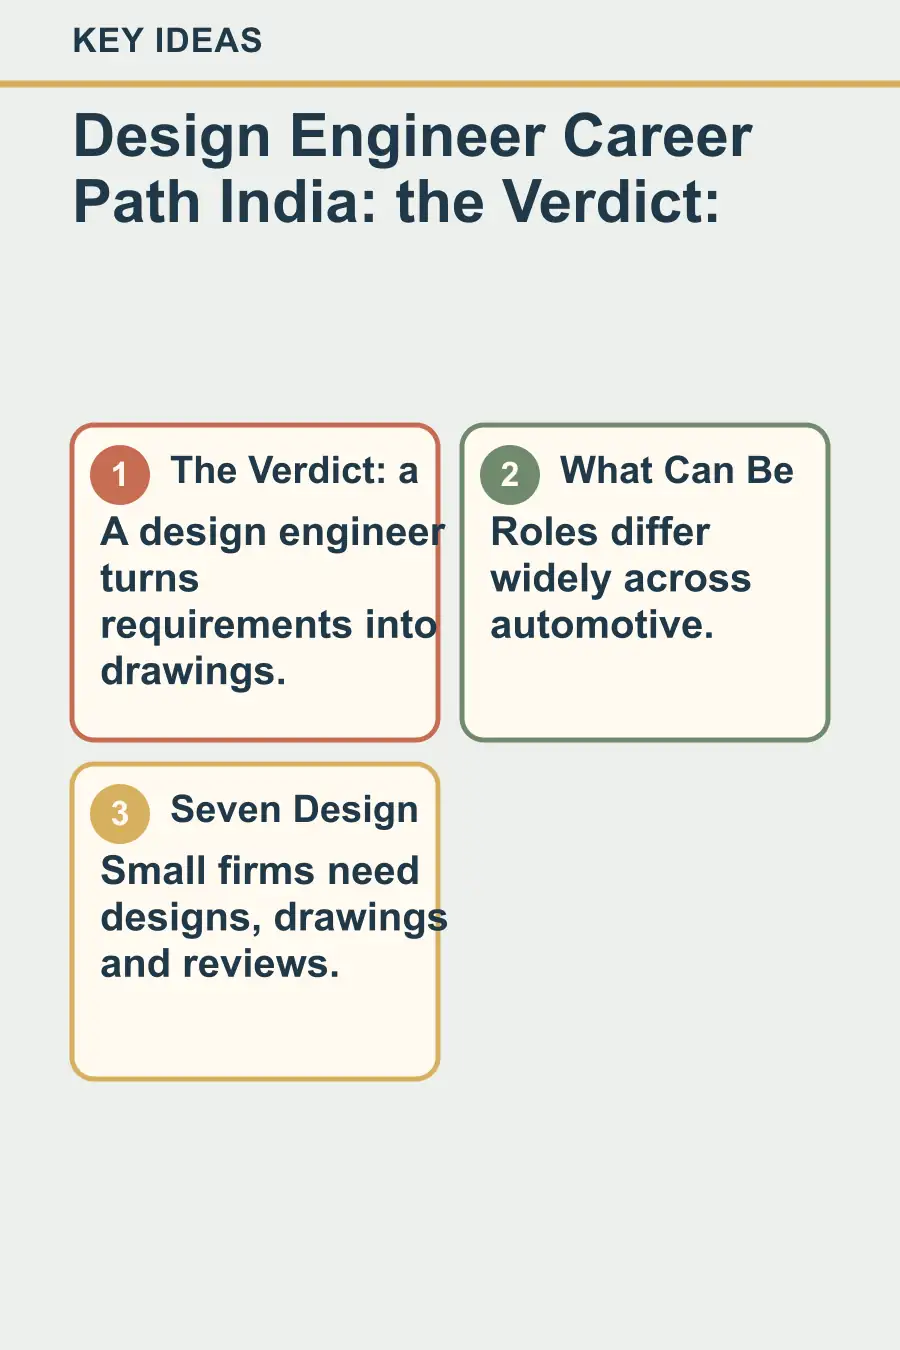 KEY IDEAS
Design Engineer Career
Path India: the Verdict:
1 The Verdict: a
A design engineer
turns
requirements into
drawings.
2 What Can Be
Roles differ
widely across
automotive.
3 Seven Design
Small firms need
designs, drawings
and reviews.